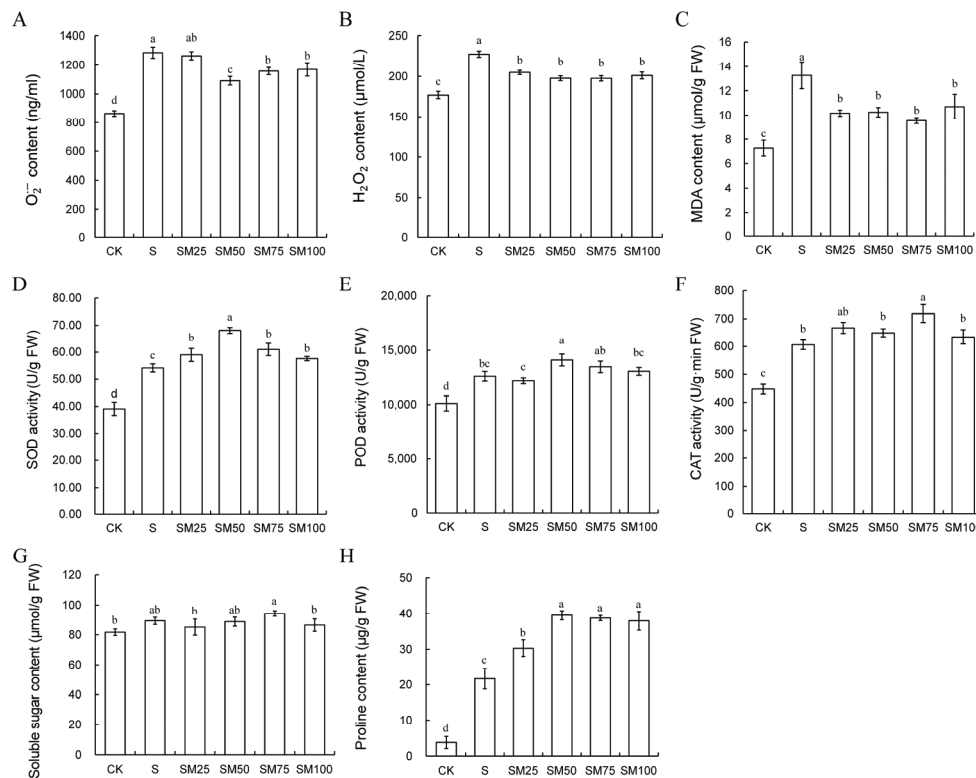 A
O₂·⁻ content (ng/ml)
1400
1200
1000
800
600
400
200
0
d
a
ab
c
b
b
CK S SM25 SM50 SM75 SM100
B
H₂O₂ content (μmol/L)
250
200
150
100
50
0
c
a
b
b
b
b
CK S SM25 SM50 SM75 SM100
C
MDA content (μmol/g FW)
16
14
12
10
8
6
4
2
0
c
a
b
b
b
b
CK S SM25 SM50 SM75 SM100
D
SOD activity (U/g FW)
80.00
70.00
60.00
50.00
40.00
30.00
20.00
10.00
0.00
d
c
b
a
b
b
CK S SM25 SM50 SM75 SM100
E
POD activity (U/g FW)
20,000
15,000
10,000
5,000
0
d
bc
c
a
ab
bc
CK S SM25 SM50 SM75 SM100
F
CAT activity (U/g·min FW)
800
700
600
500
400
300
200
100
0
c
b
ab
b
a
b
CK S SM25 SM50 SM75 SM10
G
Soluble sugar content (μmol/g FW)
120
100
80
60
40
20
0
b
ab
b
ab
a
b
CK S SM25 SM50 SM75 SM100
H
Proline content (μg/g FW)
50
40
30
20
10
0
d
c
b
a
a
a
CK S SM25 SM50 SM75 SM100